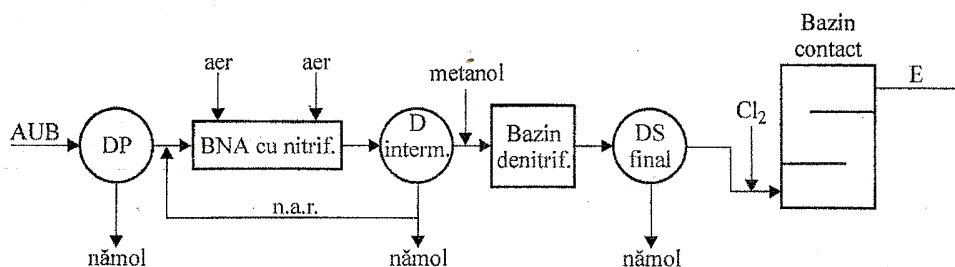 Bazin
contact
aer
aer
metanol
E
Cl₂
AUB
DP
BNA cu nitrif.
D
interm.
Bazin
denitrif.
DS
final
n.a.r.
nămol
nămol
nămol